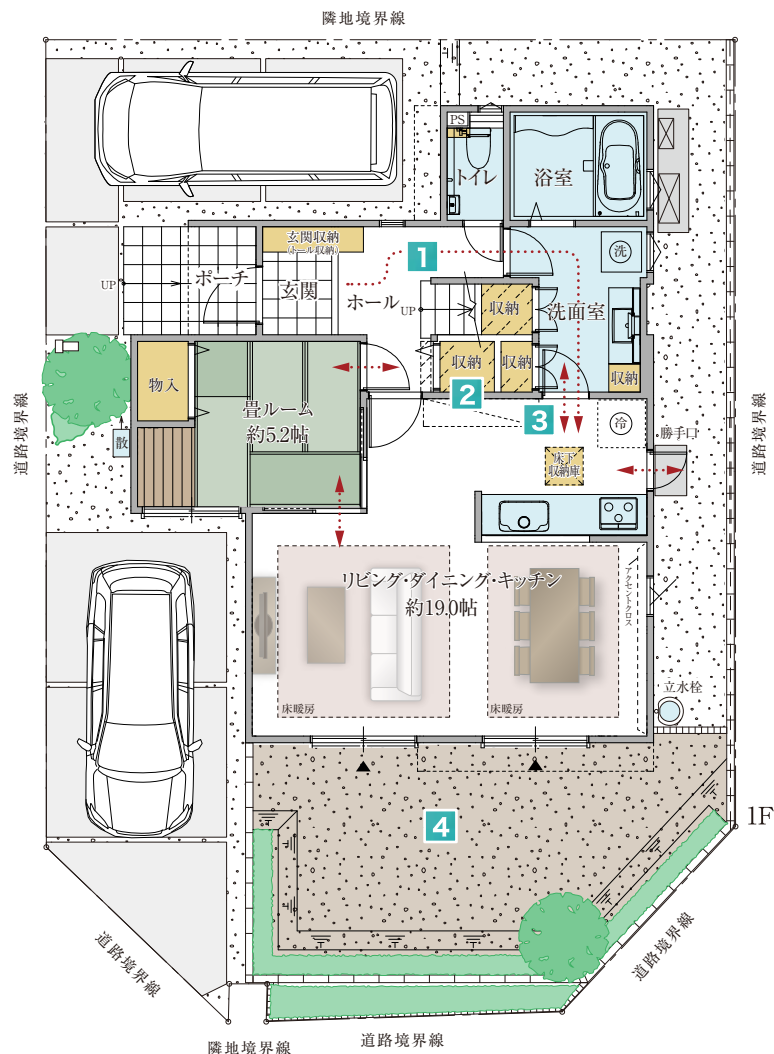 隣地境界線
PS
トイレ
浴室
玄関収納
(トール収納)
1
洗
UP
ポーチ
玄関
ホール
UP
収納
洗面室
物入
収納
収納
収納
2
3
畳ルーム
約5.2帖
冷
散
床下
収納庫
勝手口
道路境界線
道路境界線
リビング・ダイニング・キッチン
約19.0帖
アクセントクロス
床暖房
床暖房
立水栓
4
1F
道路境界線
道路境界線
隣地境界線
道路境界線